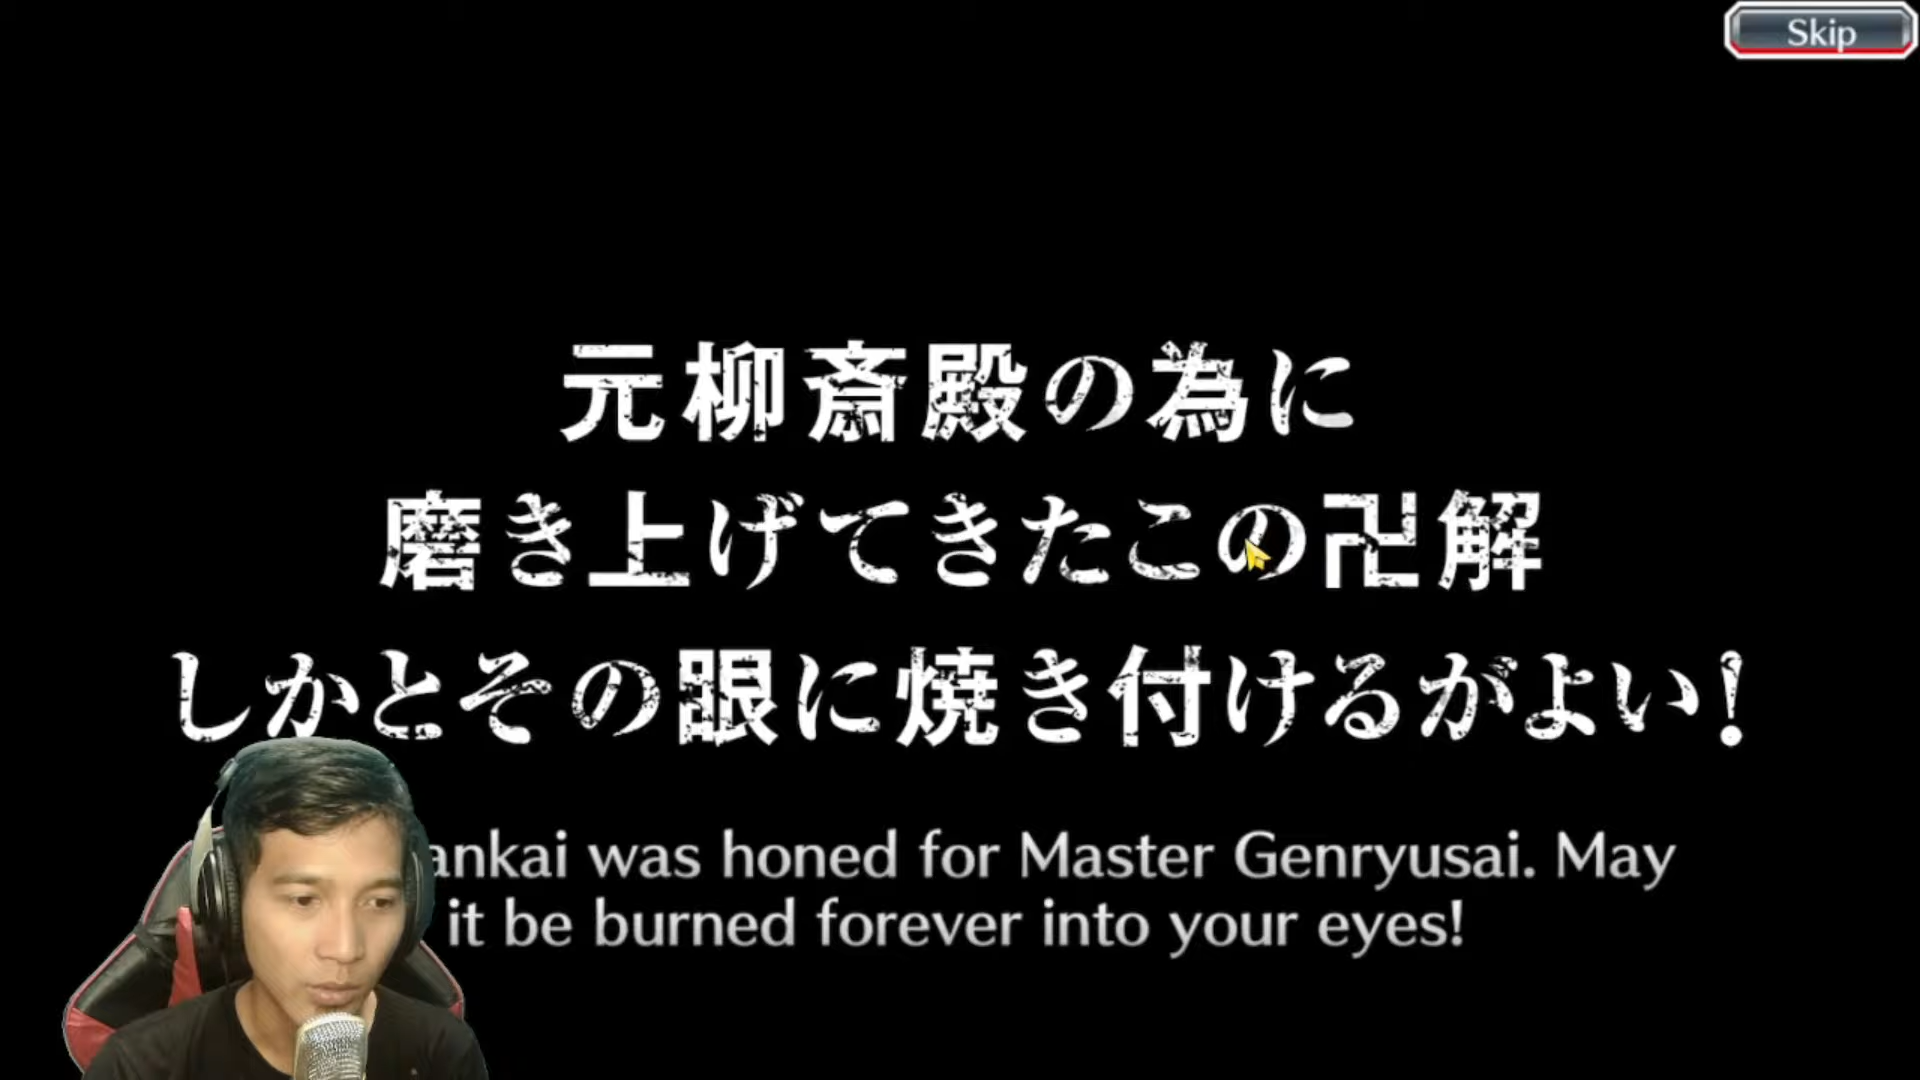 Skip
元柳斎殿の為に
磨き上げてきたこの卍解
しかとその眼に焼き付けるがよい！
ankai was honed for Master Genryusai. May
it be burned forever into your eyes!